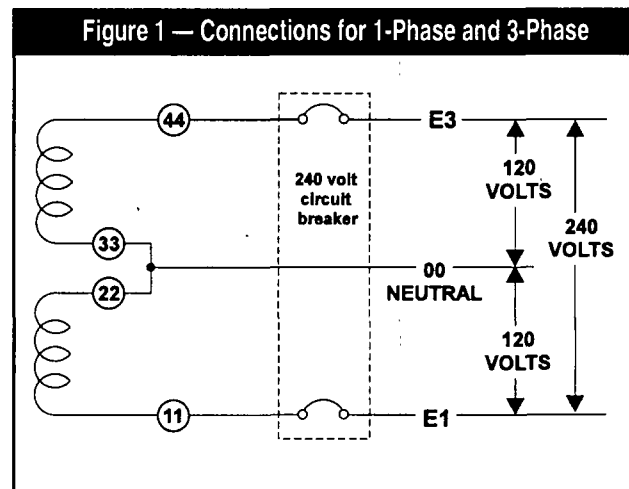 Figure 1 — Connections for 1-Phase and 3-Phase
44
E3
240 volt
circuit
breaker
120
VOLTS
240
VOLTS
33
00
NEUTRAL
22
120
VOLTS
11
E1